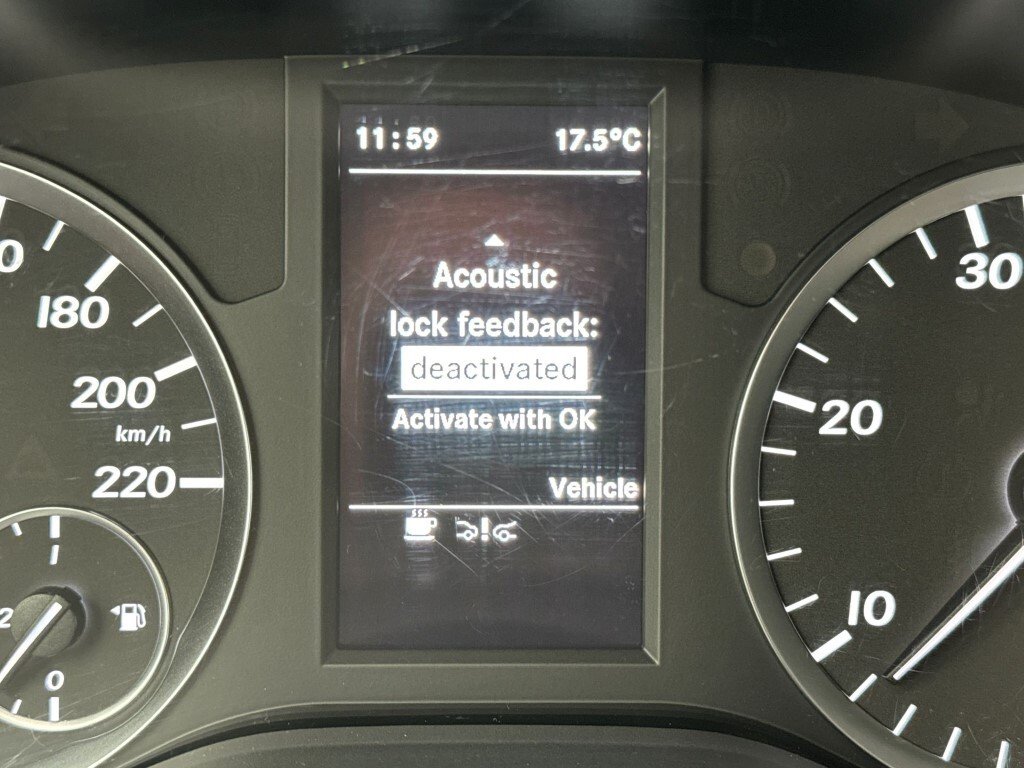 11:59 17.5°C
Acoustic
lock feedback:
deactivated
Activate with OK
Vehicle
180
200
km/h
220
2
0
30
20
10